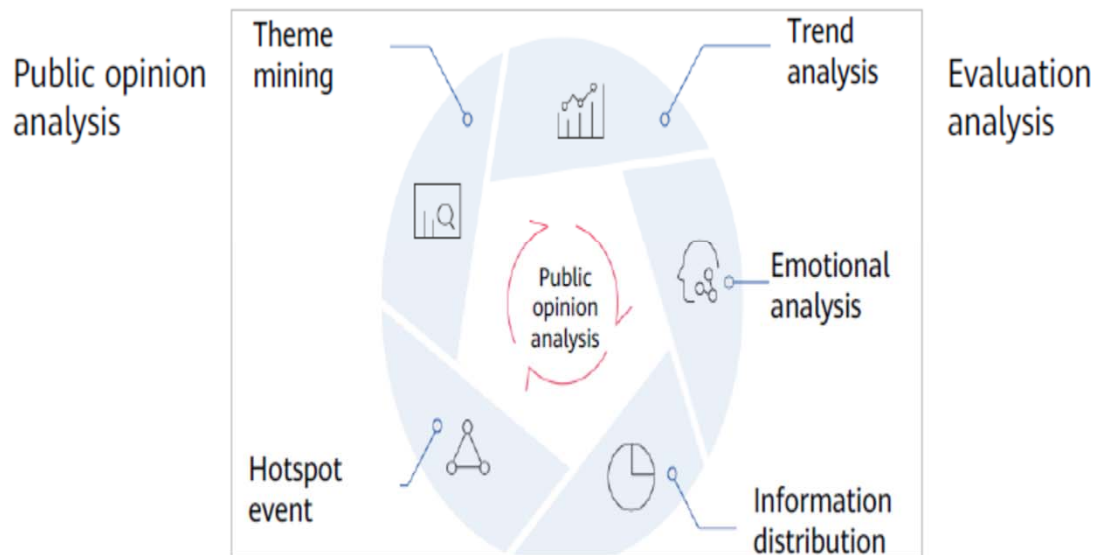 Public opinion
analysis
Theme
mining
Trend
analysis
Evaluation
analysis
Public
opinion
analysis
Emotional
analysis
Hotspot
event
Information
distribution